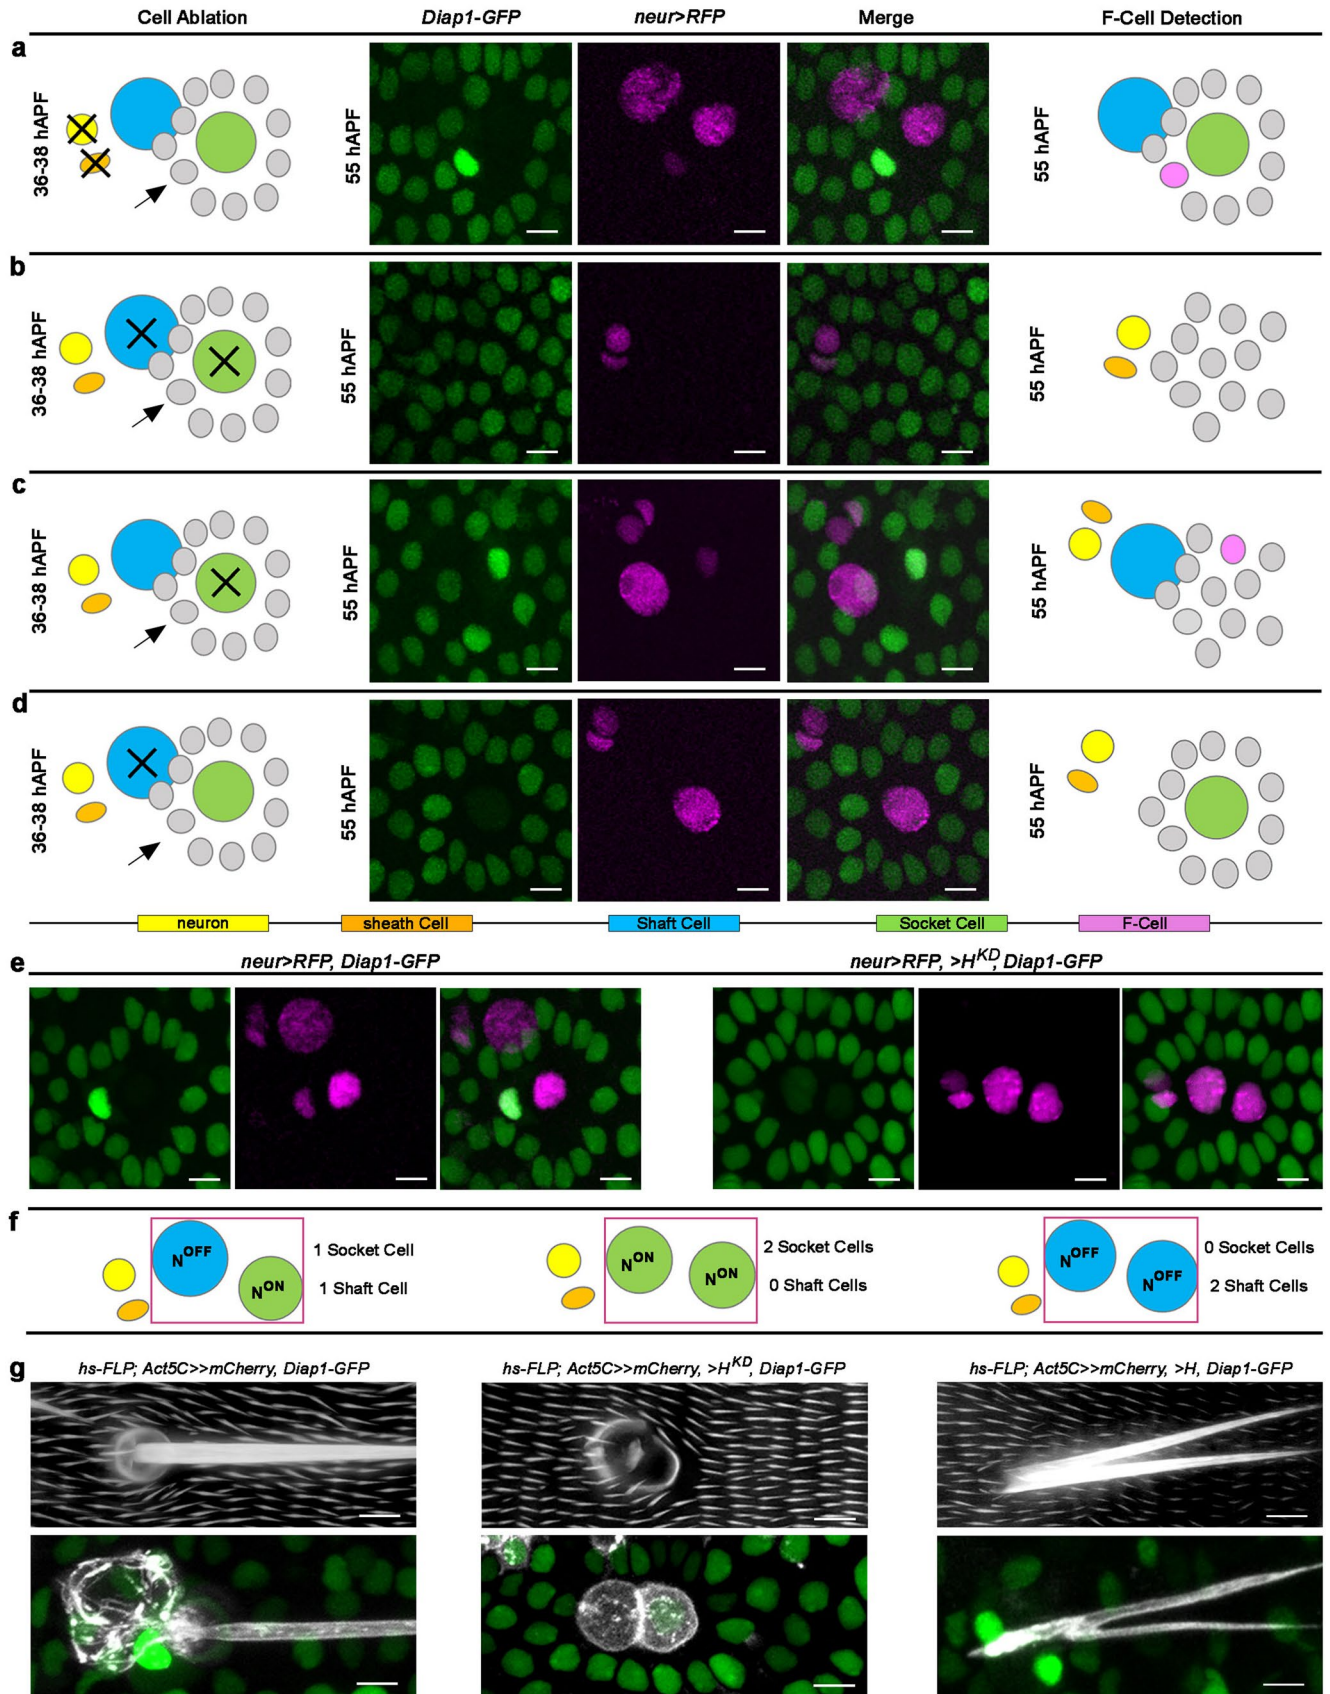 Cell Ablation Diap1-GFP neur>RFP Merge F-Cell Detection
a
36-38 hAPF
55 hAPF
55 hAPF
b
36-38 hAPF
55 hAPF
55 hAPF
c
36-38 hAPF
55 hAPF
55 hAPF
d
36-38 hAPF
55 hAPF
55 hAPF
neuron sheath Cell Shaft Cell Socket Cell F-Cell
e
neur>RFP, Diap1-GFP
neur>RFP, >H^KD, Diap1-GFP
f
N^OFF
N^ON
1 Socket Cell
1 Shaft Cell
N^ON
N^ON
2 Socket Cells
0 Shaft Cells
N^OFF
N^OFF
0 Socket Cells
2 Shaft Cells
g
hs-FLP; Act5C>>mCherry, Diap1-GFP
hs-FLP; Act5C>>mCherry, >H^KD, Diap1-GFP
hs-FLP; Act5C>>mCherry, >H, Diap1-GFP